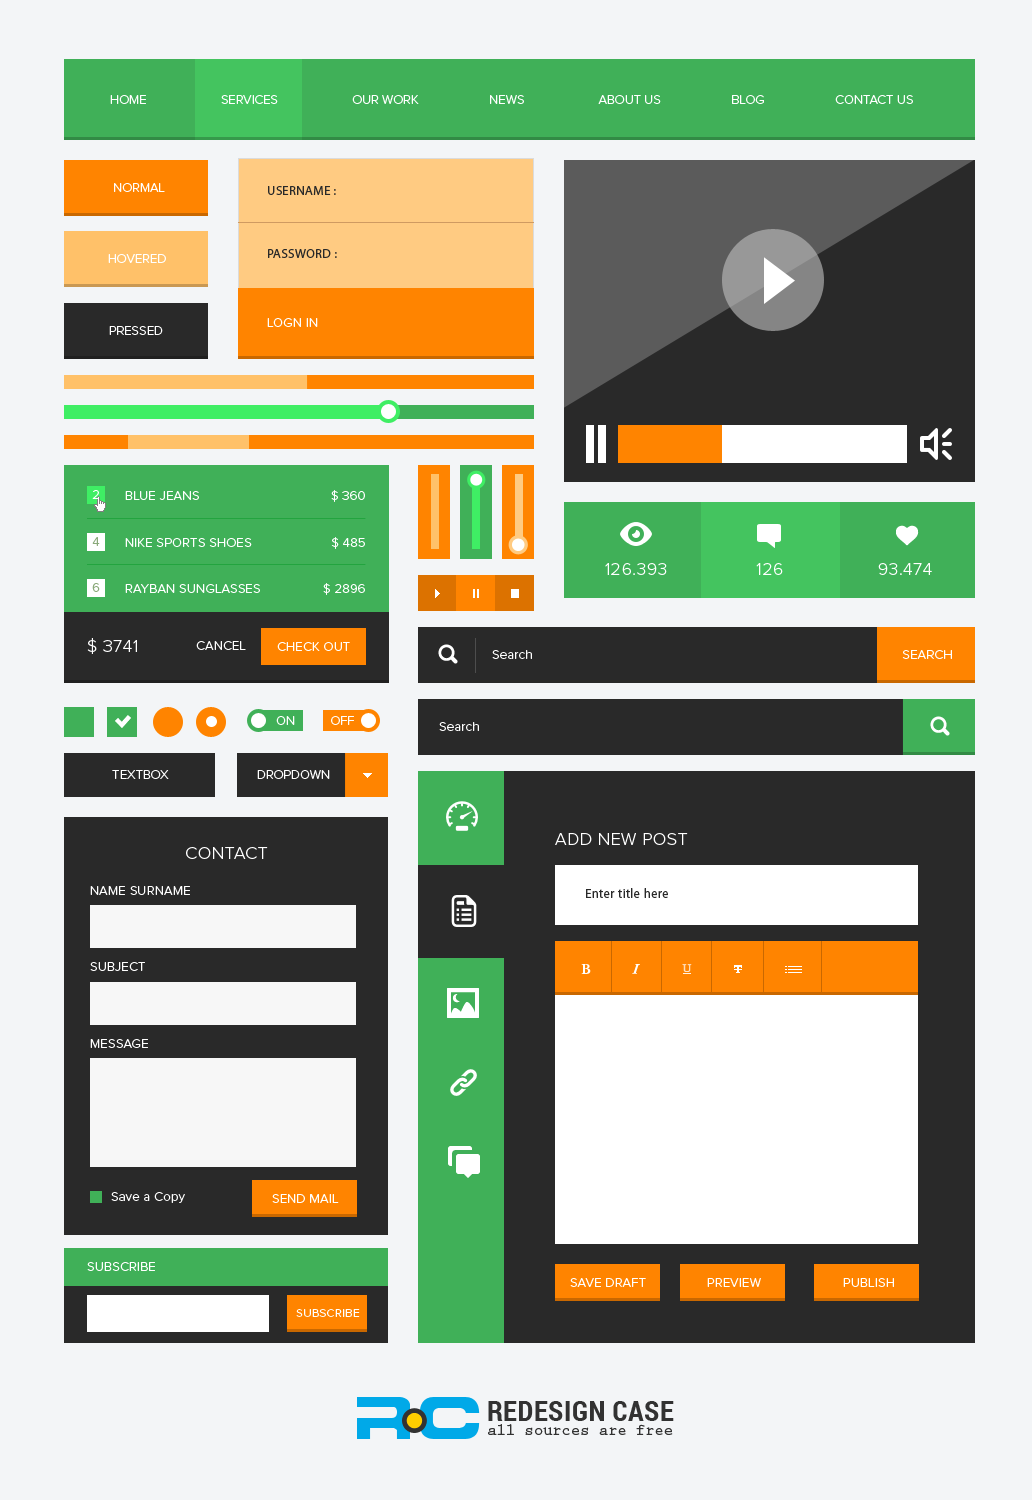 HOME SERVICES OUR WORK NEWS ABOUT US BLOG CONTACT US
NORMAL
HOVERED
PRESSED
USERNAME :
PASSWORD :
LOGN IN
2 BLUE JEANS $ 360
4 NIKE SPORTS SHOES $ 485
6 RAYBAN SUNGLASSES $ 2896
$ 3741 CANCEL CHECK OUT
126.393 126 93.474
Search SEARCH
Search
ON OFF
TEXTBOX DROPDOWN
CONTACT
NAME SURNAME
SUBJECT
MESSAGE
Save a Copy SEND MAIL
SUBSCRIBE
SUBSCRIBE
ADD NEW POST
Enter title here
B I U T
SAVE DRAFT PREVIEW PUBLISH
RC REDESIGN CASE
all sources are free